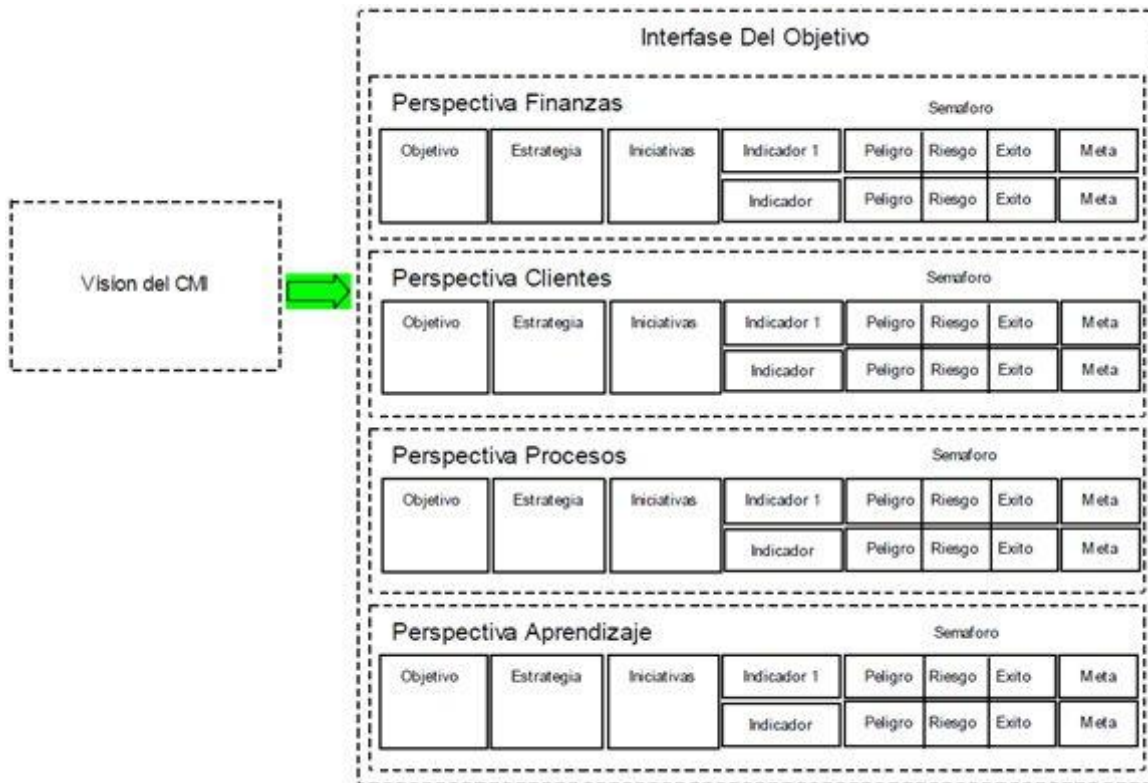 Interfase Del Objetivo
Perspectiva Finanzas
Semaforo
Objetivo Estrategia Iniciativas Indicador 1 Peligro Riesgo Exito Meta
Indicador Peligro Riesgo Exito Meta
Vision del CMI
Perspectiva Clientes
Semaforo
Objetivo Estrategia Iniciativas Indicador 1 Peligro Riesgo Exito Meta
Indicador Peligro Riesgo Exito Meta
Perspectiva Procesos
Semaforo
Objetivo Estrategia Iniciativas Indicador 1 Peligro Riesgo Exito Meta
Indicador Peligro Riesgo Exito Meta
Perspectiva Aprendizaje
Semaforo
Objetivo Estrategia Iniciativas Indicador 1 Peligro Riesgo Exito Meta
Indicador Peligro Riesgo Exito Meta